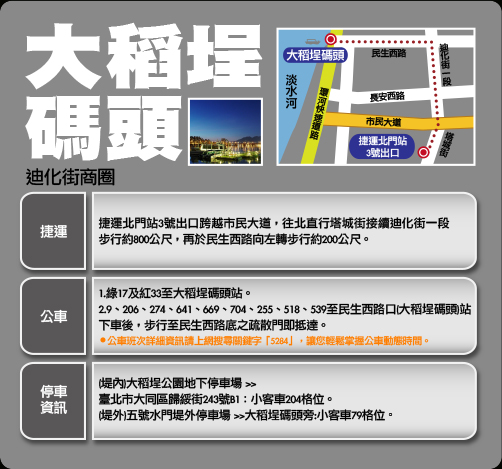 大稻埕
碼頭
迪化街商圈
大稻埕碼頭
民生西路
迪化街一段
淡水河
環河快速道路
長安西路
市民大道
捷運北門站
3號出口
塔城街
捷運
捷運北門站3號出口跨越市民大道，往北直行塔城街接續迪化街一段
步行約800公尺，再於民生西路向左轉步行約200公尺。
公車
1.綠17及紅33至大稻埕碼頭站。
2.9、206、274、641、669、704、255、518、539至民生西路口(大稻埕碼頭)站
下車後，步行至民生西路底之疏散門即抵達。
●公車班次詳細資訊請上網搜尋關鍵字「5284」，讓您輕鬆掌握公車動態時間。
停車
資訊
(堤內)大稻埕公園地下停車場 >>
臺北市大同區歸綏街243號B1：小客車204格位。
(堤外)五號水門堤外停車場 >>大稻埕碼頭旁:小客車79格位。